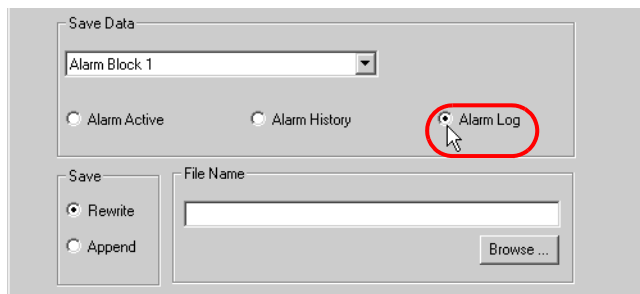 Save Data
Alarm Block 1
Alarm Active Alarm History Alarm Log
Save File Name
Rewrite
Append Browse ...